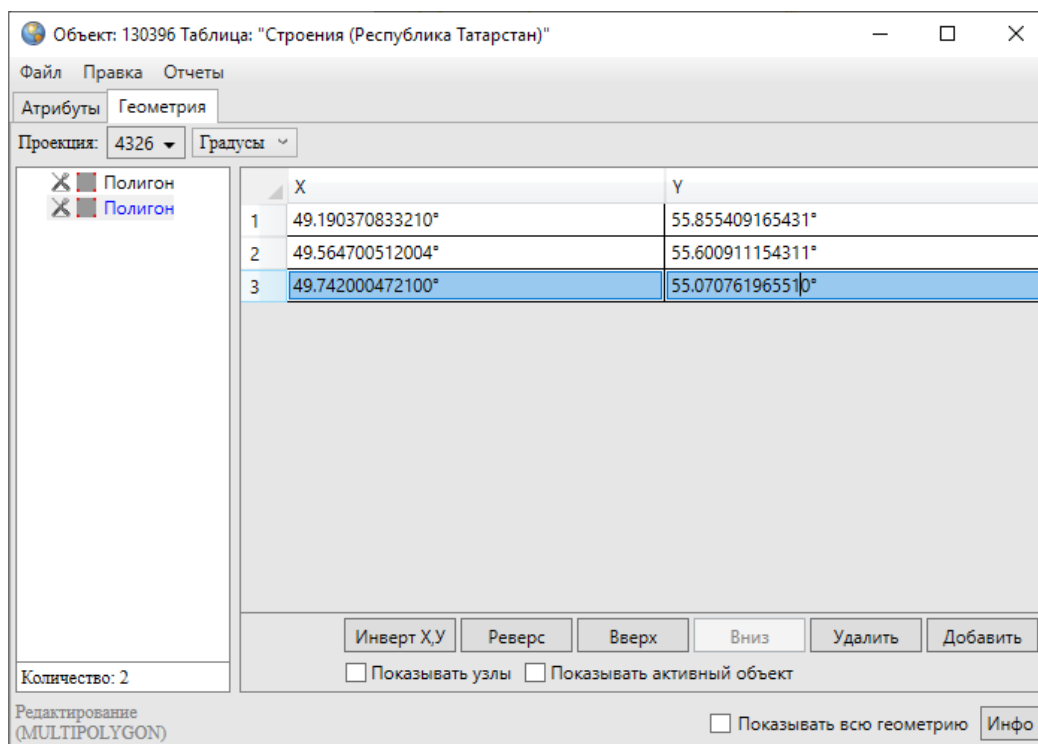 Объект: 130396 Таблица: "Строения (Республика Татарстан)"
Файл Правка Отчеты
Атрибуты Геометрия
Проекция: 4326 Градусы
Полигон
Полигон
X Y
1 49.190370833210° 55.855409165431°
2 49.564700512004° 55.600911154311°
3 49.742000472100° 55.070761965510°
Инверт X,У Реверс Вверх Вниз Удалить Добавить
Показывать узлы Показывать активный объект
Количество: 2
Редактирование
(MULTIPOLYGON)
Показывать всю геометрию Инфо